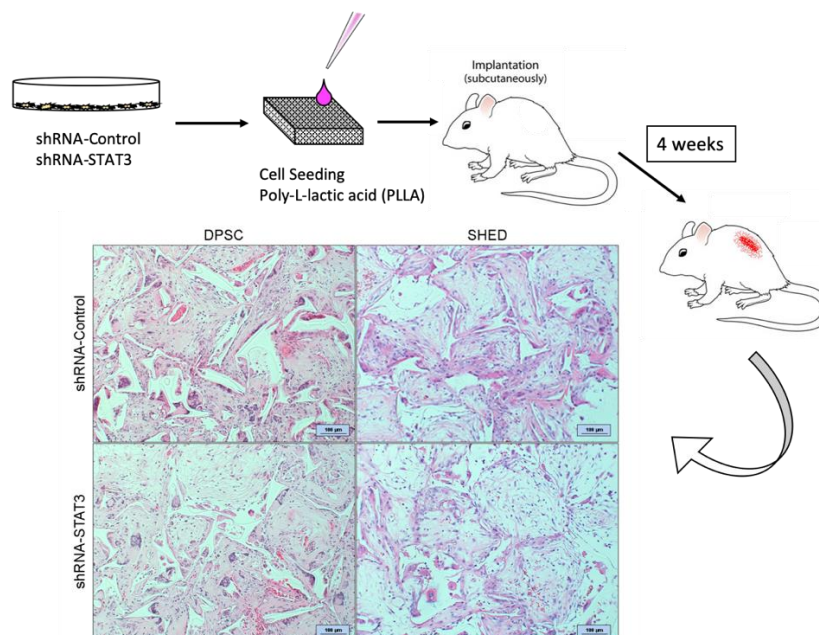 Implantation
(subcutaneously)
shRNA-Control
shRNA-STAT3
4 weeks
Cell Seeding
Poly-L-lactic acid (PLLA)
DPSC
SHED
shRNA-Control
100 µm
100 µm
shRNA-STAT3
100 µm
100 µm